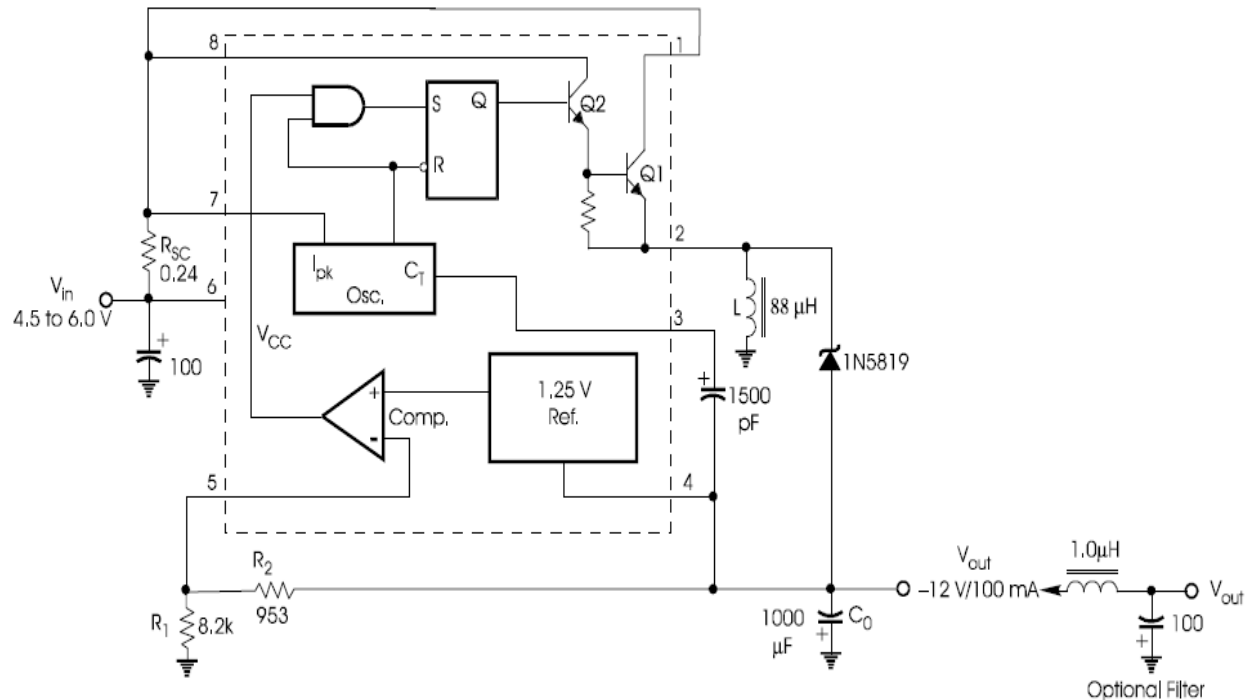 8
1
S
Q
Q2
R
Q1
7
2
RSC
0.24
Ipk
CT
Osc.
L
88 µH
Vin
4.5 to 6.0 V
6
3
VCC
100
+
1N5819
+
1.25 V
Ref.
+
1500
pF
Comp.
-
5
4
R2
953
Vout
1.0µH
-12 V/100 mA
Vout
R1
8.2k
1000
µF
CO
+
100
+
Optional Filter